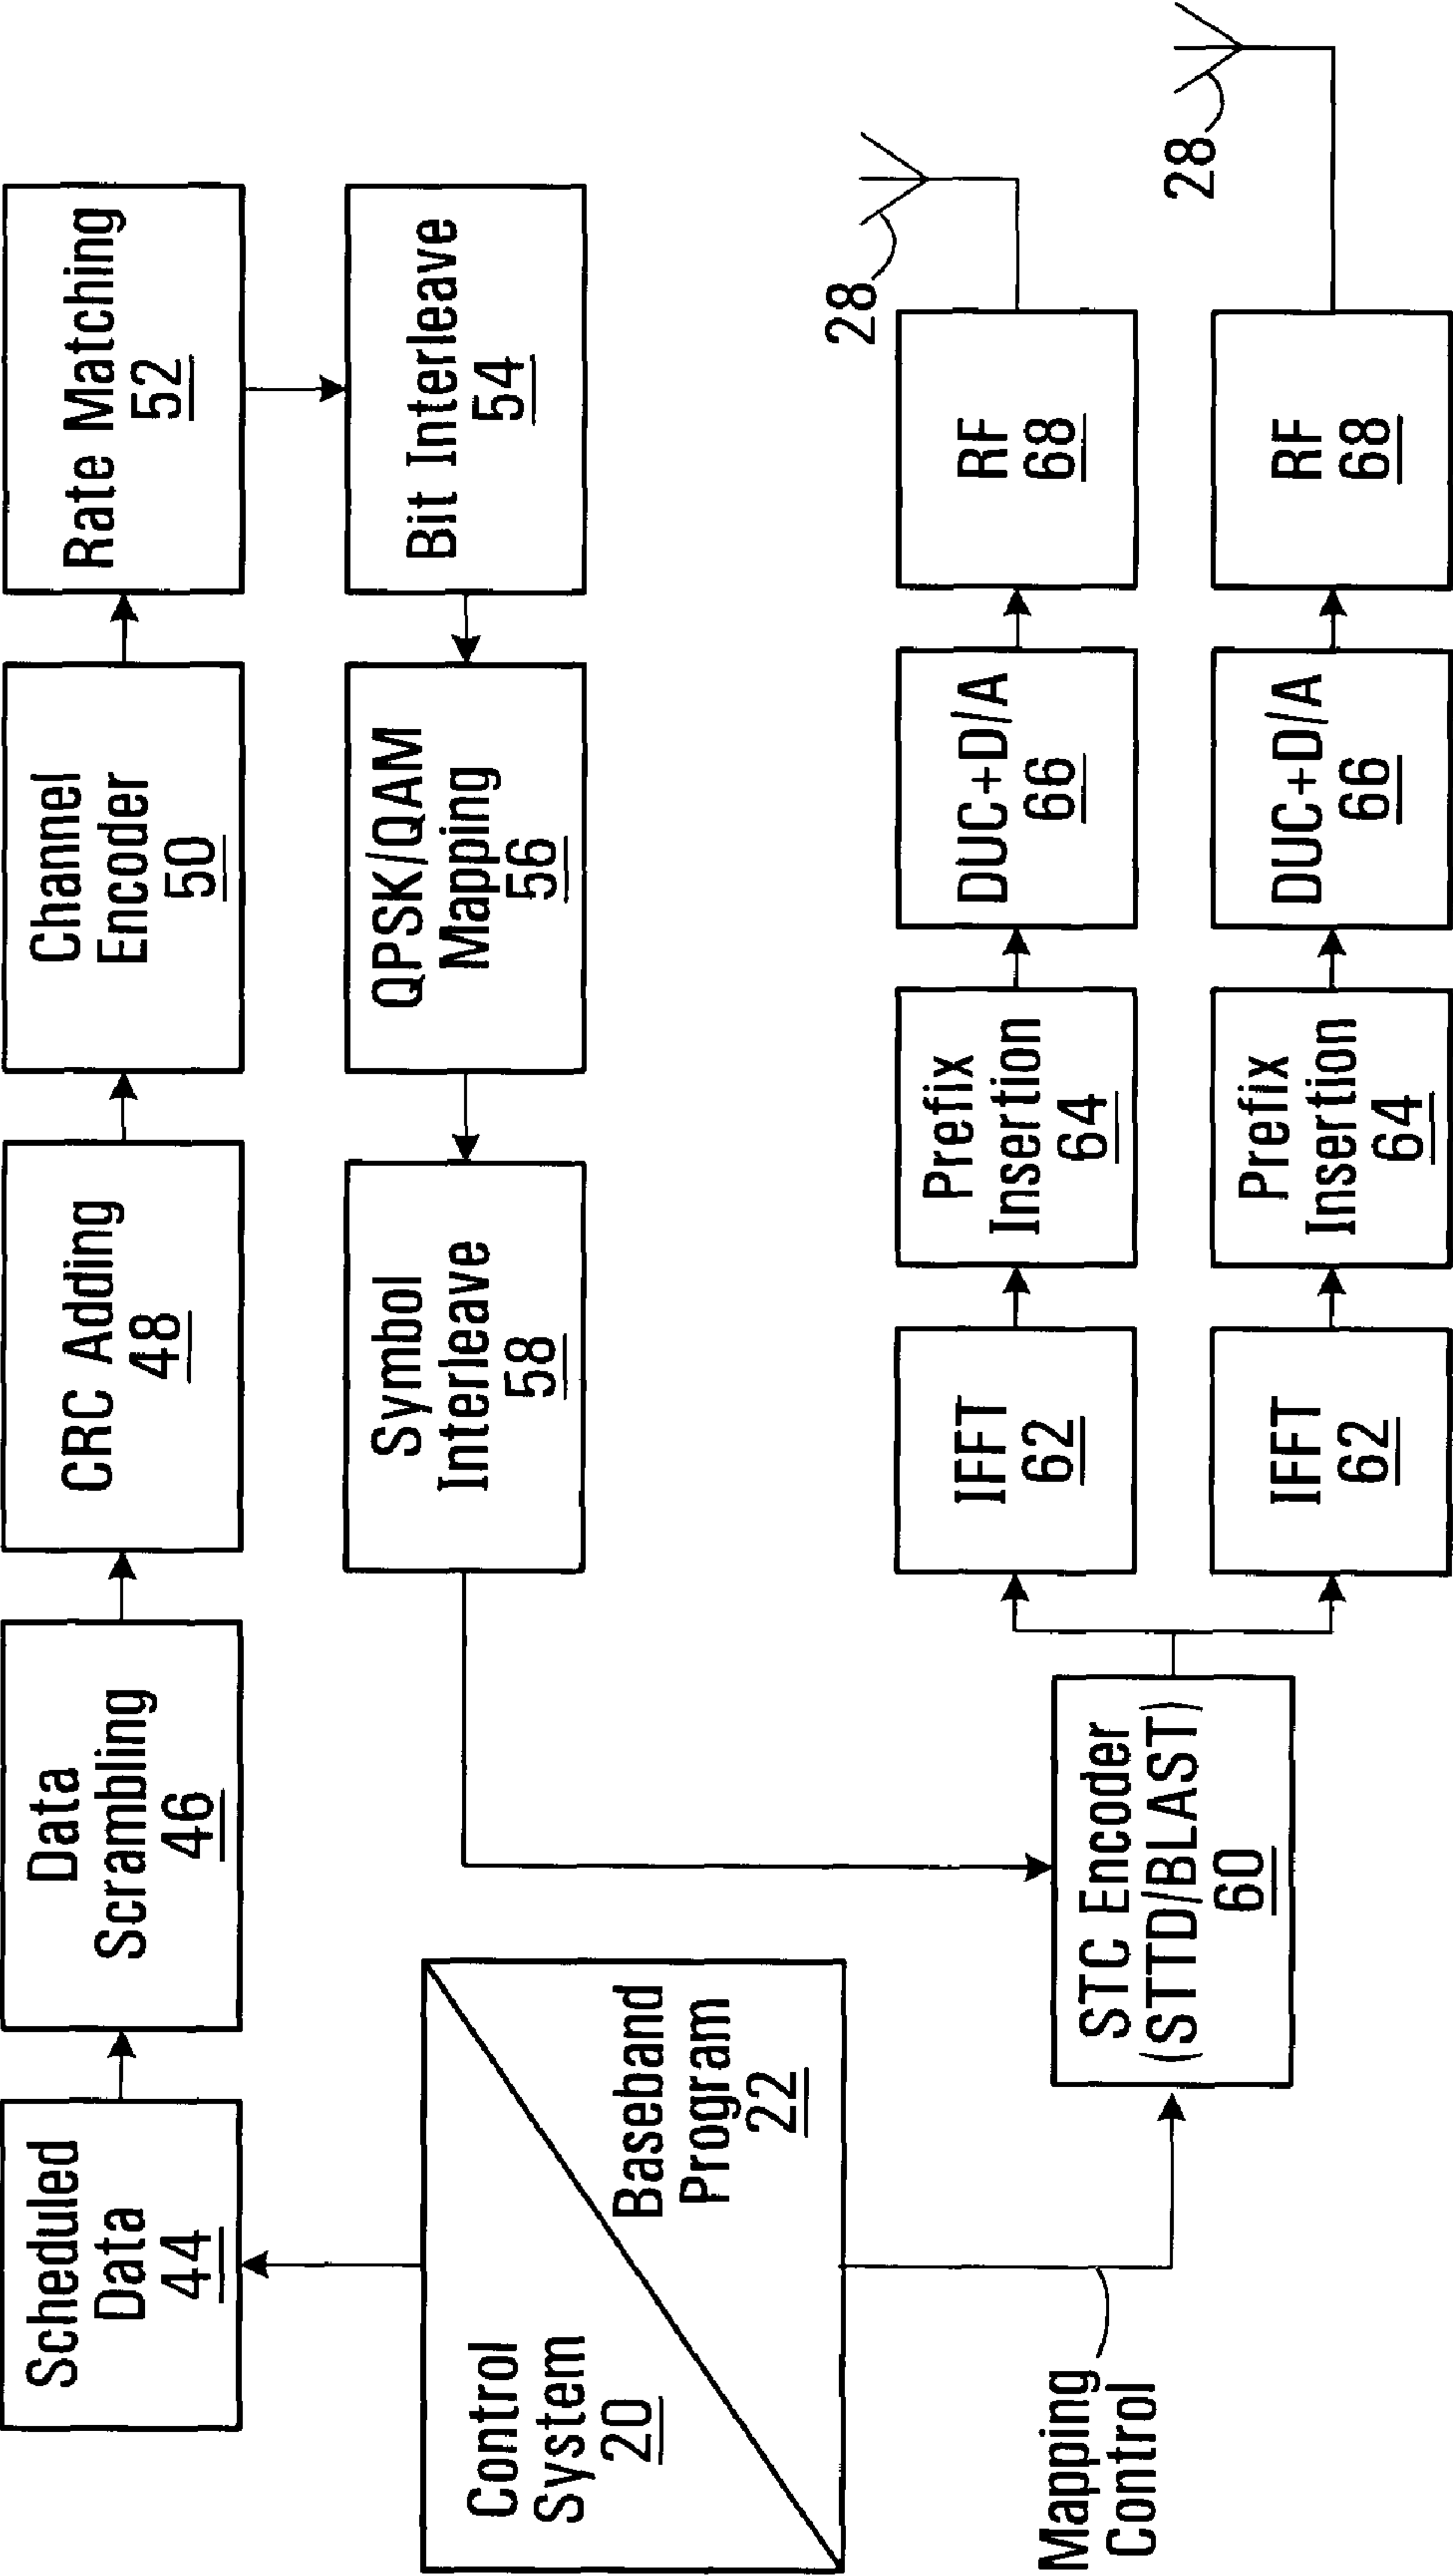 Scheduled
Data
44
Data
Scrambling
46
CRC Adding
48
Channel
Encoder
50
Rate Matching
52
Control
System
20
Baseband
Program
22
Symbol
Interleave
58
QPSK/QAM
Mapping
56
Bit Interleave
54
Mapping
Control
STC Encoder
(STTD/BLAST)
60
IFFT
62
Prefix
Insertion
64
DUC+D/A
66
RF
68
28
IFFT
62
Prefix
Insertion
64
DUC+D/A
66
RF
68
28